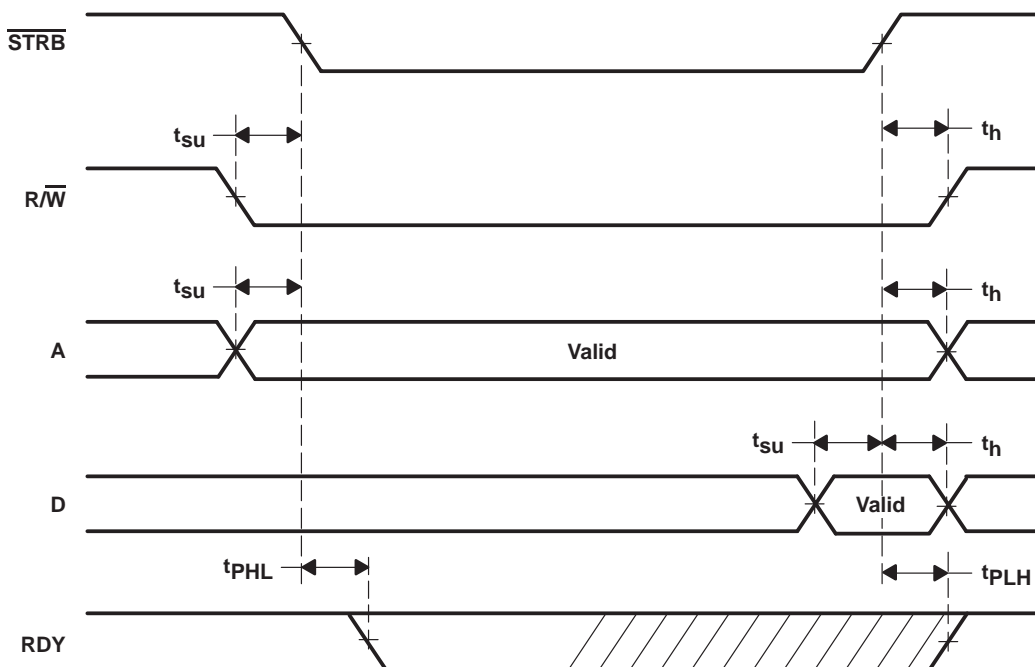 STRB
tsu
th
R/W
tsu
th
A
Valid
tsu
th
D
Valid
tPHL
tPLH
RDY